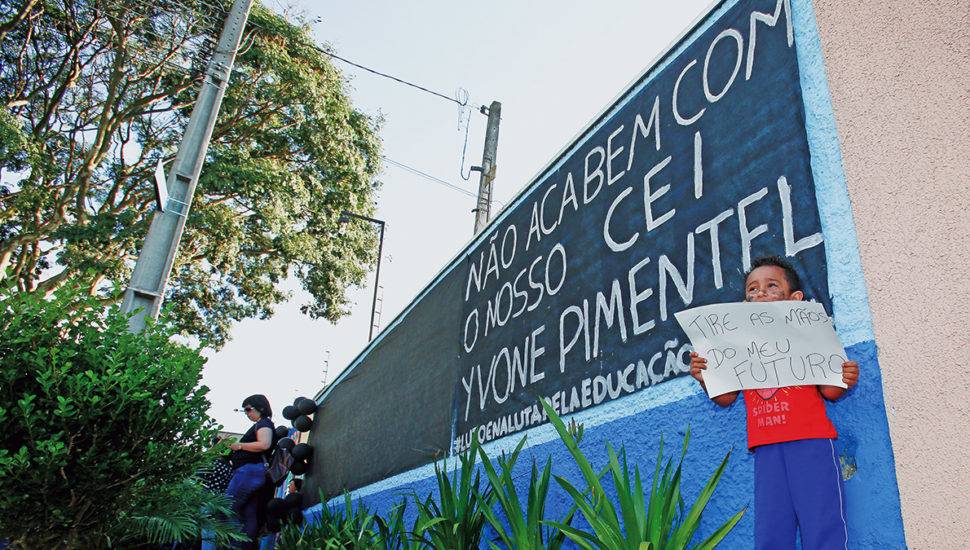 NÃO ACABEM COM
O NOSSO CEI
YVONE PIMENTEL
#LUTOENALUTAPELAEDUCAÇÃO
TIRE AS MÃOS
DO MEU
FUTURO
SPIDER
MAN!